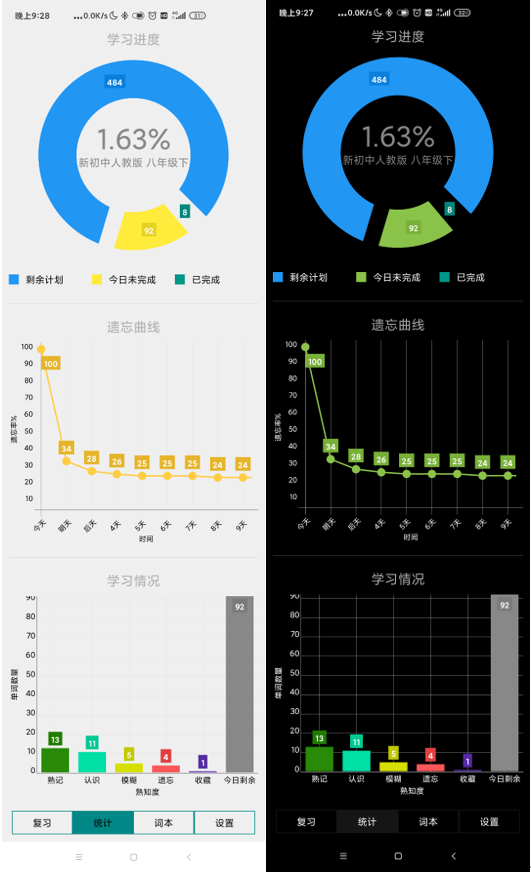 晚上9:28
...0.0K/s
4G
31
学习进度
484
1.63%
新初中人教版 八年级下
8
92
剩余计划 今日未完成 已完成
遗忘曲线
100
90
80
70
60
50
40
30
20
10
遗忘率%
100
34
28
26
25
25
25
24
24
今天 明天 后天 4天 5天 6天 7天 8天 9天
时间
学习情况
90
80
70
60
50
40
30
20
10
0
单词数量
13
11
5
4
1
92
熟记 认识 模糊 遗忘 收藏 今日剩余
熟知度
复习 统计 词本 设置
晚上9:27
...0.0K/s
4G
学习进度
484
1.63%
新初中人教版 八年级下
8
92
剩余计划 今日未完成 已完成
遗忘曲线
100
90
80
70
60
50
40
30
20
10
遗忘率%
100
34
28
26
25
25
25
24
24
今天 明天 后天 4天 5天 6天 7天 8天 9天
时间
学习情况
90
80
70
60
50
40
30
20
10
0
单词数量
13
11
5
4
1
92
熟记 认识 模糊 遗忘 收藏 今日剩余
熟知度
复习 统计 词本 设置